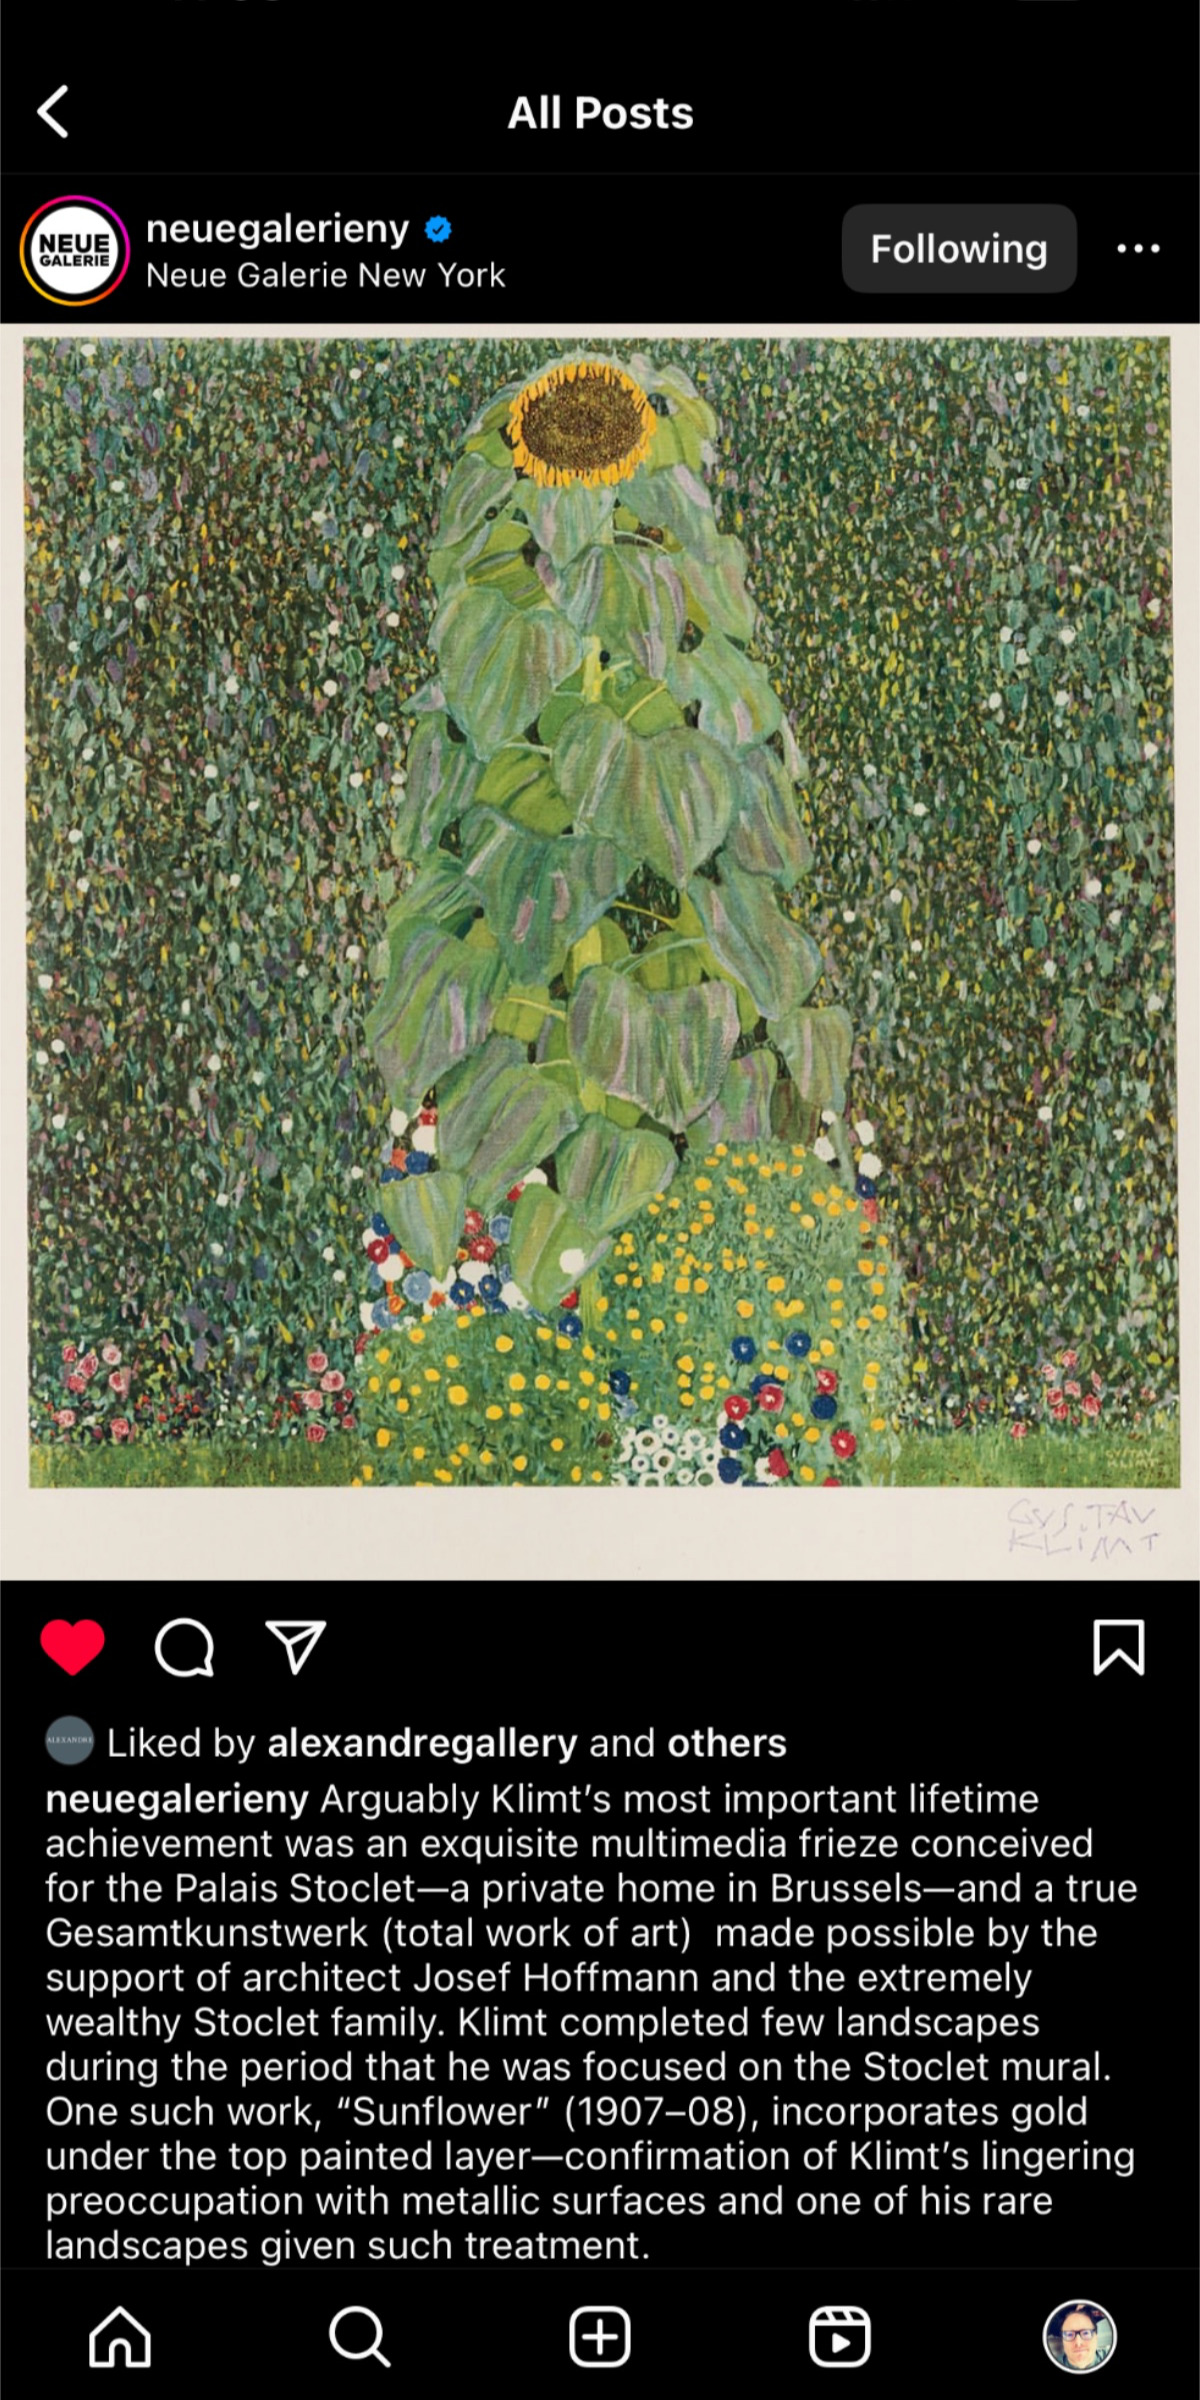 All Posts
NEUE
GALERIE
neuegalerieny
Neue Galerie New York
Following
GUSTAV
KLIMT
GUSTAV
KLIMT
ALEXANDRE
Liked by alexandregallery and others
neuegalerieny Arguably Klimt’s most important lifetime
achievement was an exquisite multimedia frieze conceived
for the Palais Stoclet—a private home in Brussels—and a true
Gesamtkunstwerk (total work of art)  made possible by the
support of architect Josef Hoffmann and the extremely
wealthy Stoclet family. Klimt completed few landscapes
during the period that he was focused on the Stoclet mural.
One such work, “Sunflower” (1907–08), incorporates gold
under the top painted layer—confirmation of Klimt’s lingering
preoccupation with metallic surfaces and one of his rare
landscapes given such treatment.